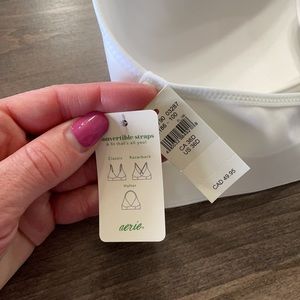 convertible straps
a fit that's all you!
Classic
Racerback
Halter
aerie
CA 36D
US 36D
CAD 49.95